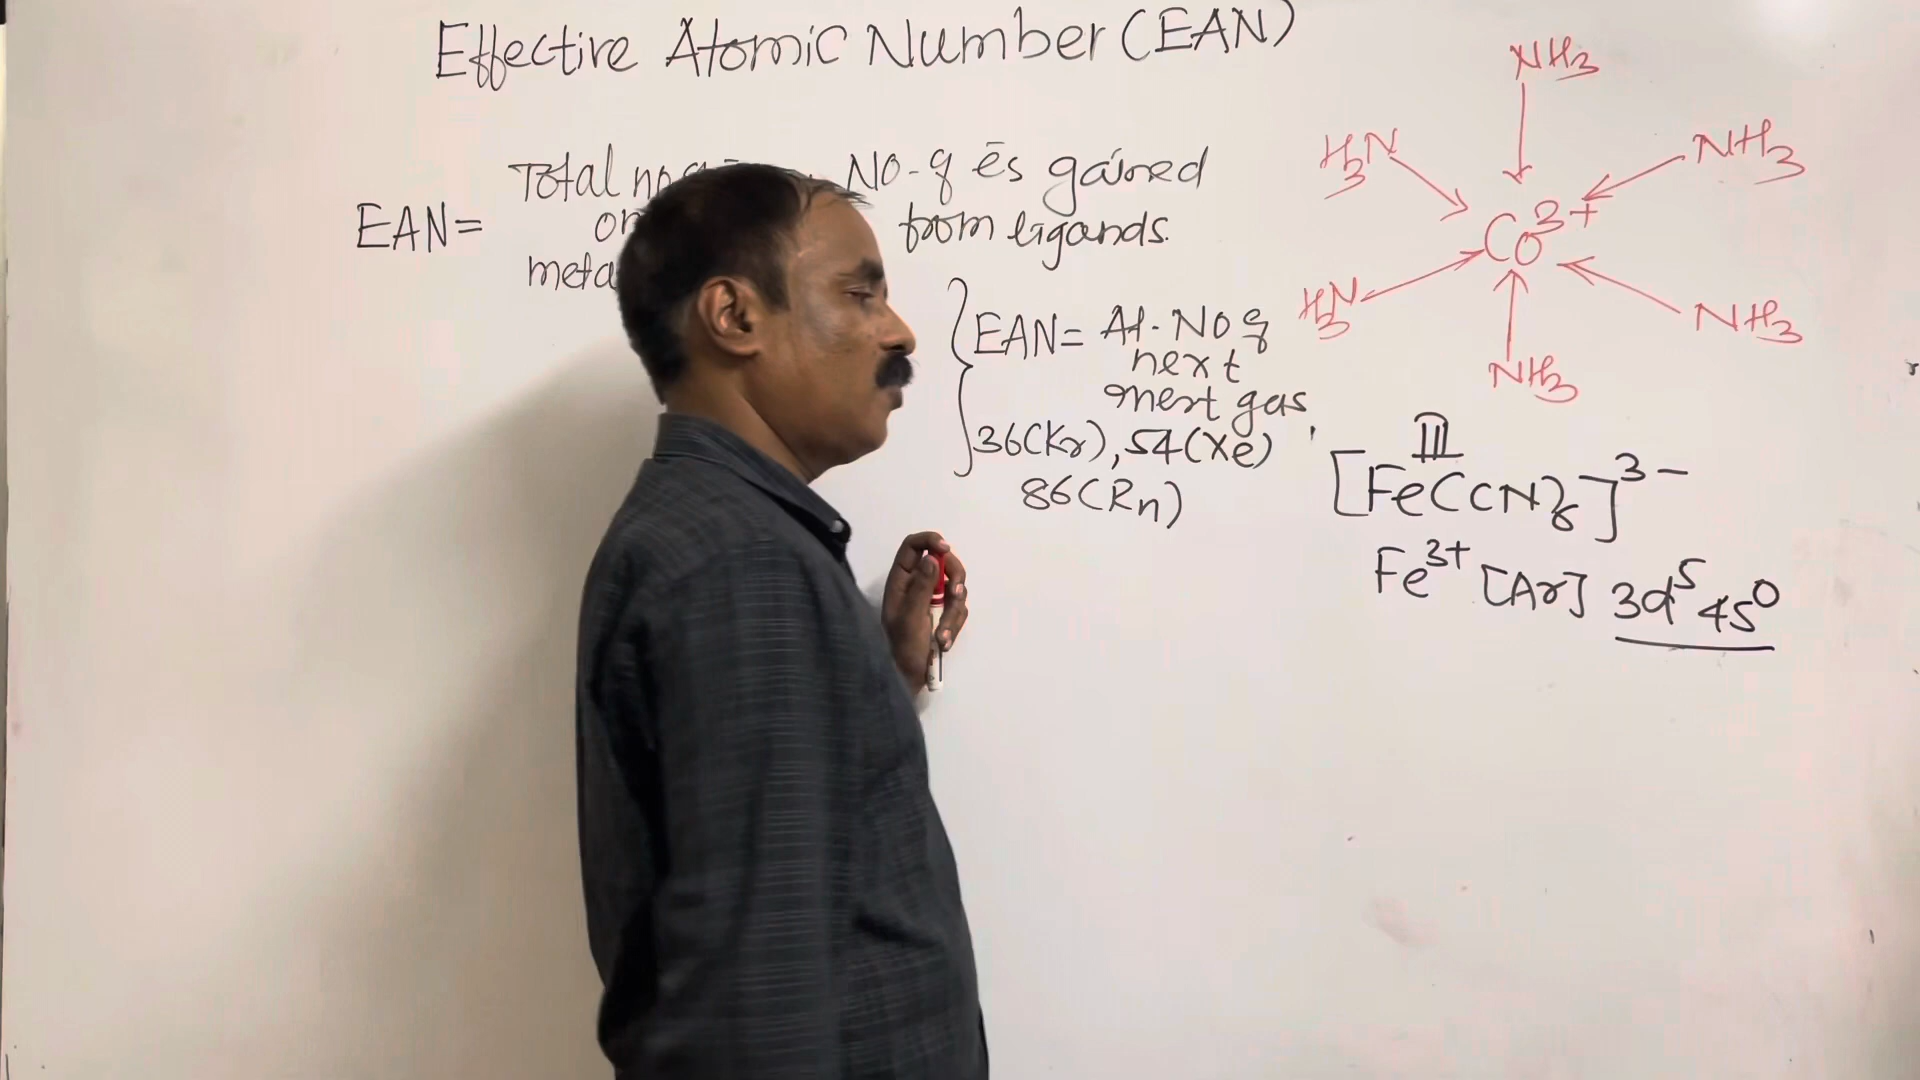 Effective Atomic Number (EAN)
Total no No. of ēs gained
EAN= from ligands.
EAN= At. No of
next
inert gas
36(Kr), 54(Xe)
86(Rn)
NH3
H3N NH3
Co3+
H3N NH3
NH3
III
[Fe(CN)6]3-
Fe3+ [Ar] 3d5 4s0